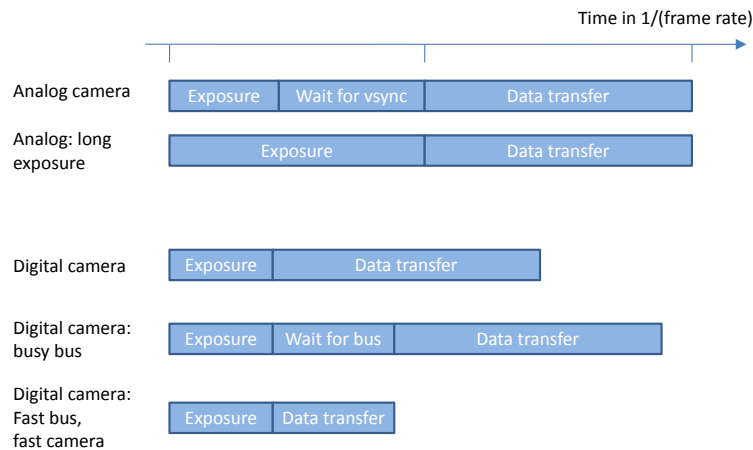 Time in 1/(frame rate)
Analog camera
Exposure
Wait for vsync
Data transfer
Analog: long
exposure
Exposure
Data transfer
Digital camera
Exposure
Data transfer
Digital camera:
busy bus
Exposure
Wait for bus
Data transfer
Digital camera:
Fast bus,
fast camera
Exposure
Data transfer